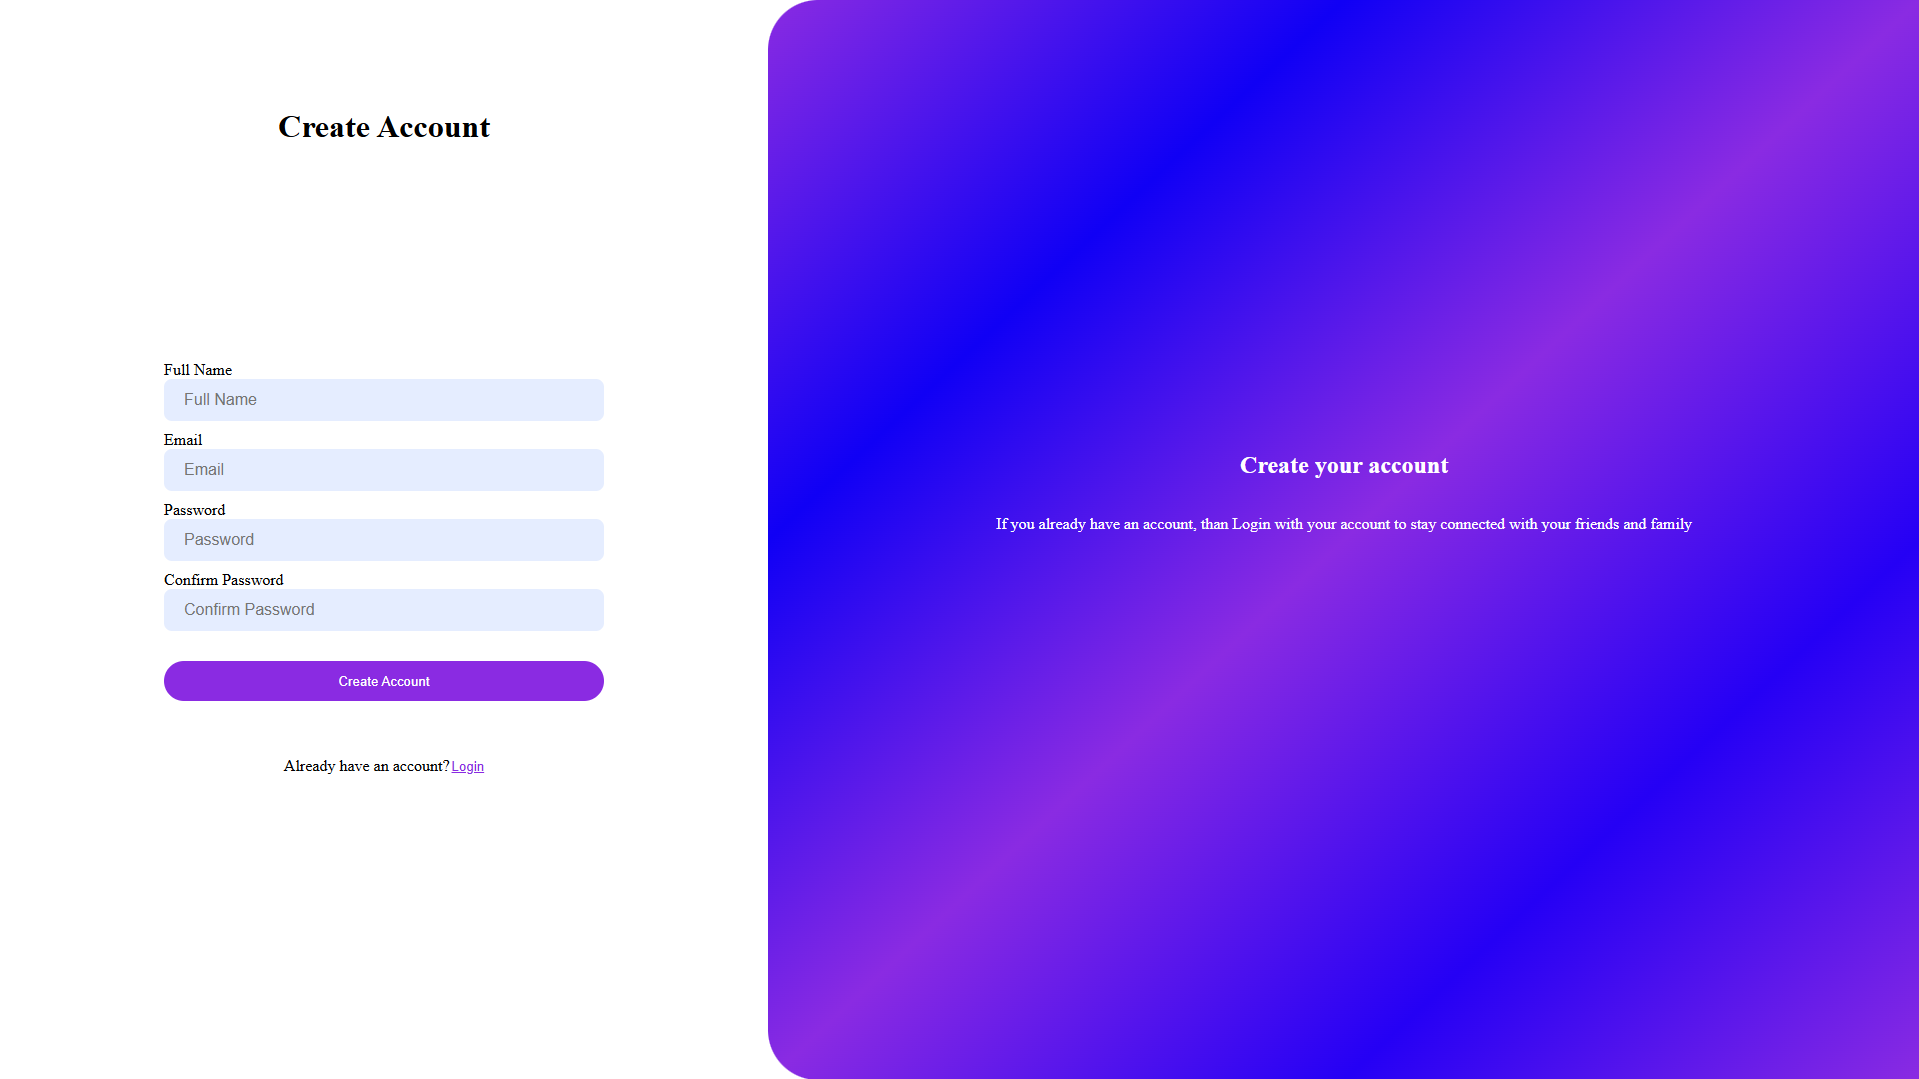 Create Account
Full Name
Full Name
Email
Email
Password
Password
Confirm Password
Confirm Password
Create Account
Already have an account? Login
Create your account
If you already have an account, than Login with your account to stay connected with your friends and family